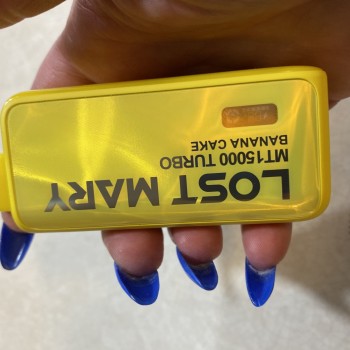 LOST MARY
MT15000 TURBO
BANANA CAKE